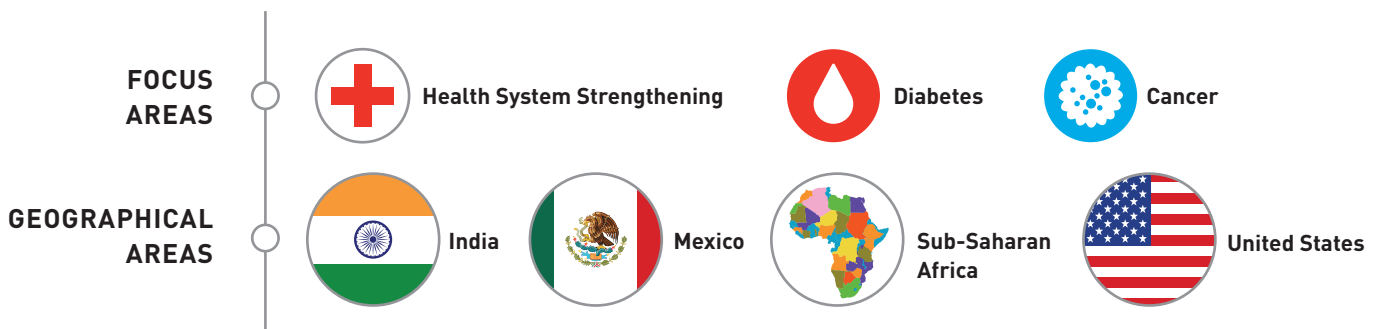 FOCUS
AREAS
Health System Strengthening
Diabetes
Cancer
GEOGRAPHICAL
AREAS
India
Mexico
Sub-Saharan
Africa
United States